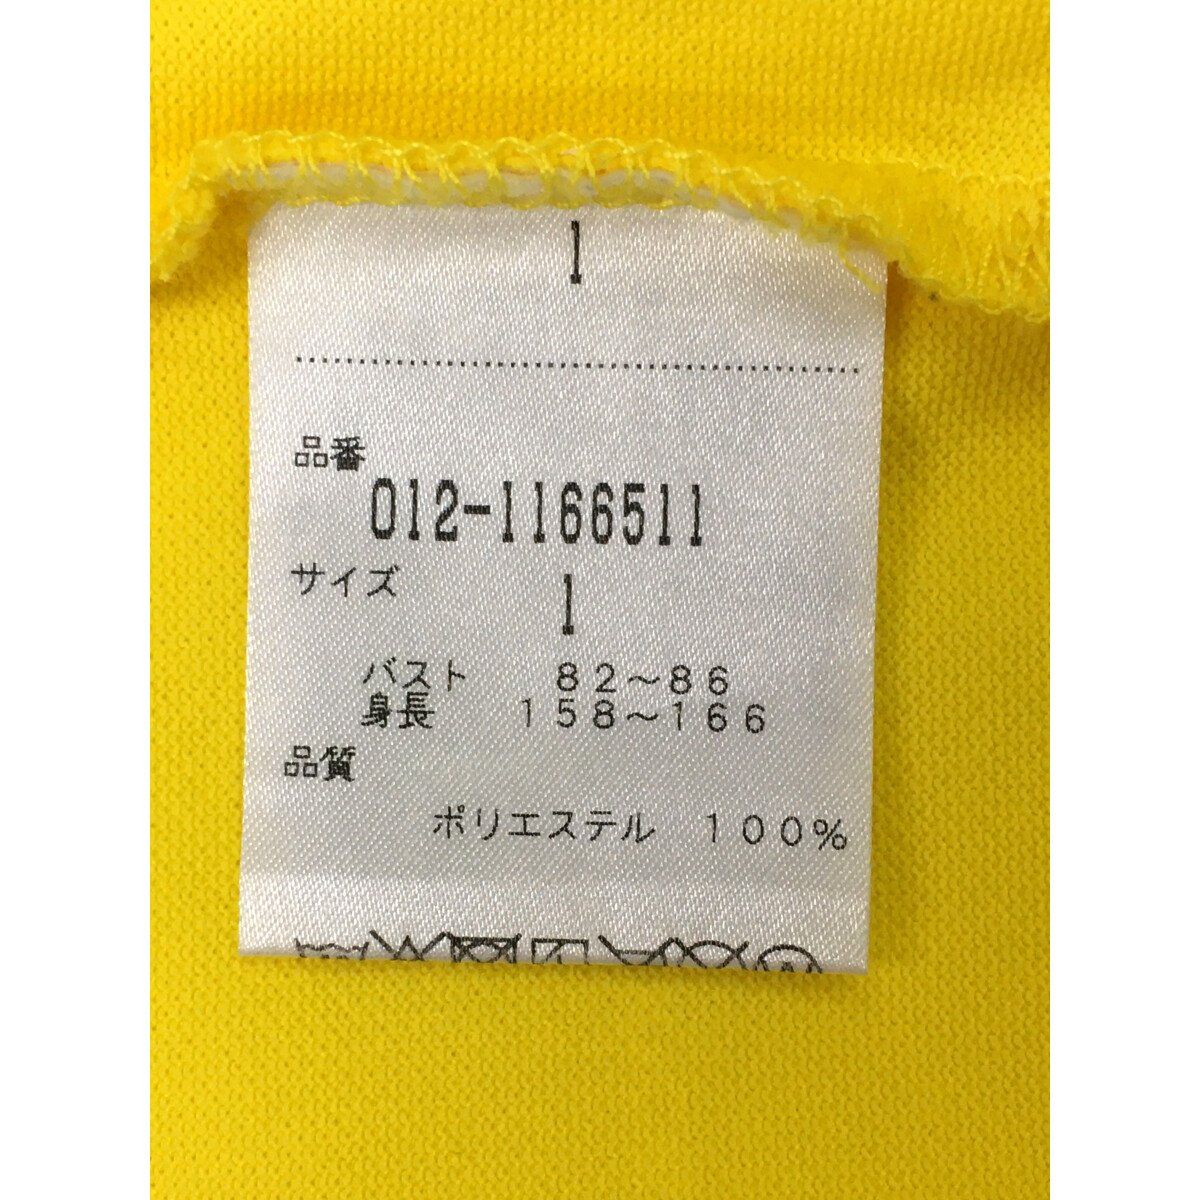 1
品番
012-1166511
サイズ
1
バスト 82～86
身長 158～166
品質
ポリエステル 100%